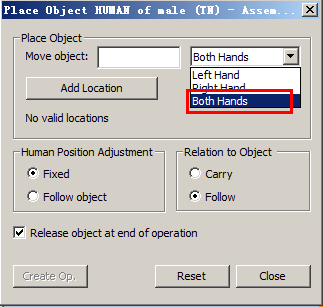 Place Object HUMAN of male (TN) - Assem...
Place Object
Move object:
Both Hands
Left Hand
Right Hand
Both Hands
Add Location
No valid locations
Human Position Adjustment
Relation to Object
Fixed
Carry
Follow object
Follow
Release object at end of operation
Create Op.
Reset
Close